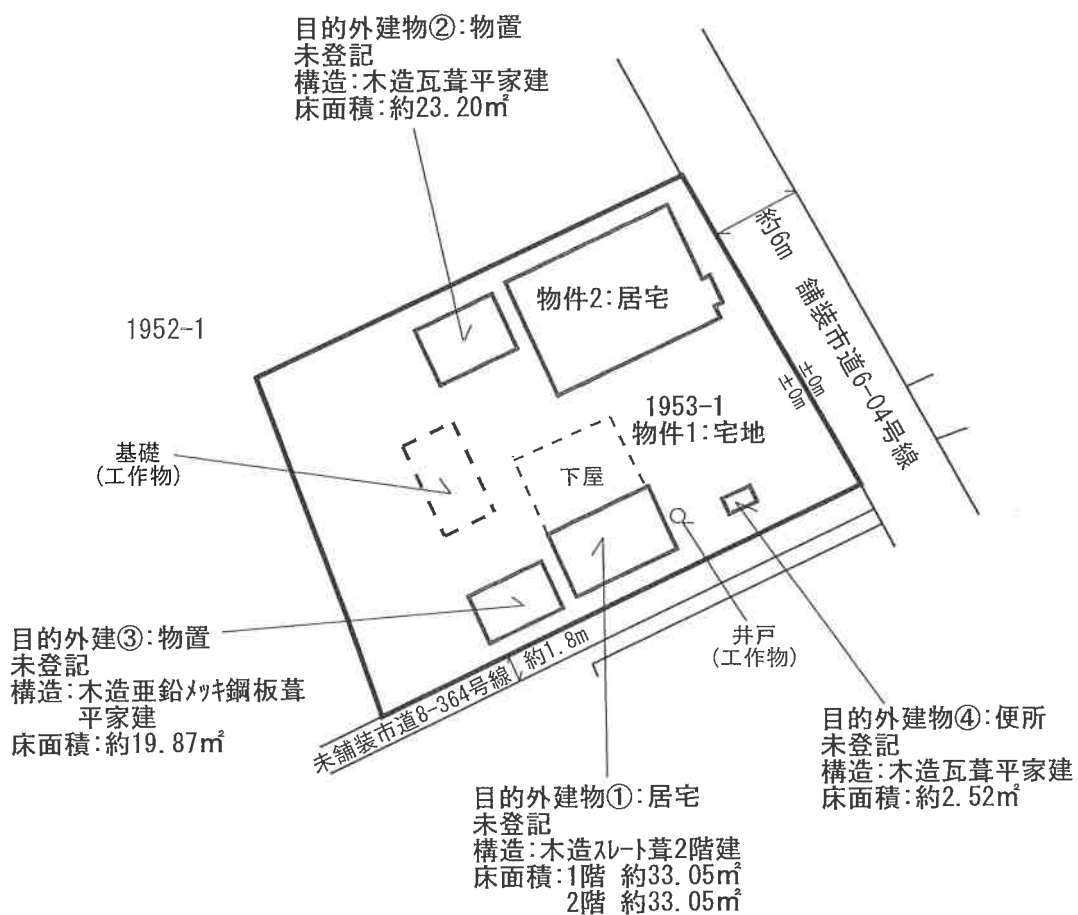 目的外建物②:物置
未登記
構造:木造瓦葺平家建
床面積:約23.20㎡
約6m
舗装市道6-04号線
±0m
±0m
1952-1
物件2:居宅
1953-1
物件1:宅地
基礎
(工作物)
下屋
目的外建③:物置
未登記
構造:木造亜鉛メッキ鋼板葺
平家建
床面積:約19.87㎡
未舗装市道8-364号線
約1.8m
井戸
(工作物)
目的外建物④:便所
未登記
構造:木造瓦葺平家建
床面積:約2.52㎡
目的外建物①:居宅
未登記
構造:木造スレート葺2階建
床面積:1階 約33.05㎡
2階 約33.05㎡